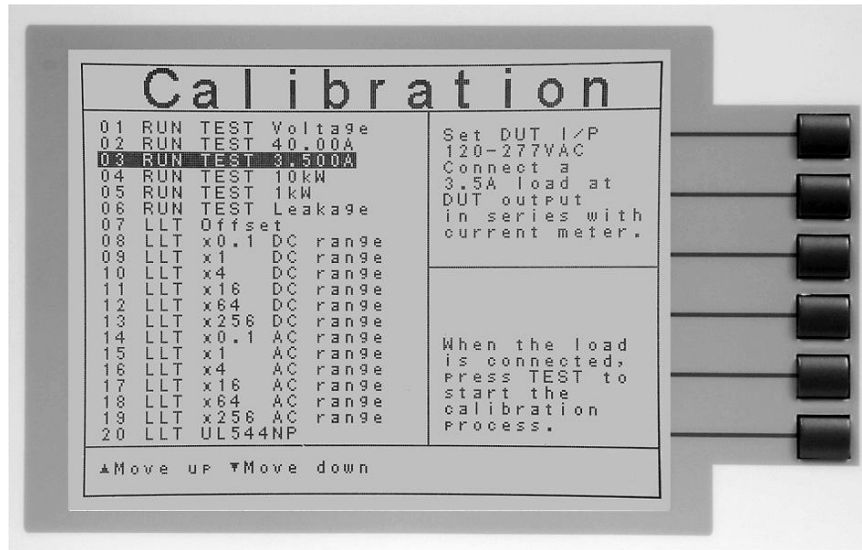 Calibration
01 RUN TEST Voltage
02 RUN TEST 40.00A
03 RUN TEST 3.500A
04 RUN TEST 10kW
05 RUN TEST 1kW
06 RUN TEST Leakage
07 LLT Offset
08 LLT x0.1 DC range
09 LLT x1 DC range
10 LLT x4 DC range
11 LLT x16 DC range
12 LLT x64 DC range
13 LLT x256 DC range
14 LLT x0.1 AC range
15 LLT x1 AC range
16 LLT x4 AC range
17 LLT x16 AC range
18 LLT x64 AC range
19 LLT x256 AC range
20 LLT UL544NP
Set DUT I/P
120-277VAC
Connect a
3.5A load at
DUT output
in series with
current meter.
When the load
is connected,
press TEST to
start the
calibration
process.
▲Move up ▼Move down